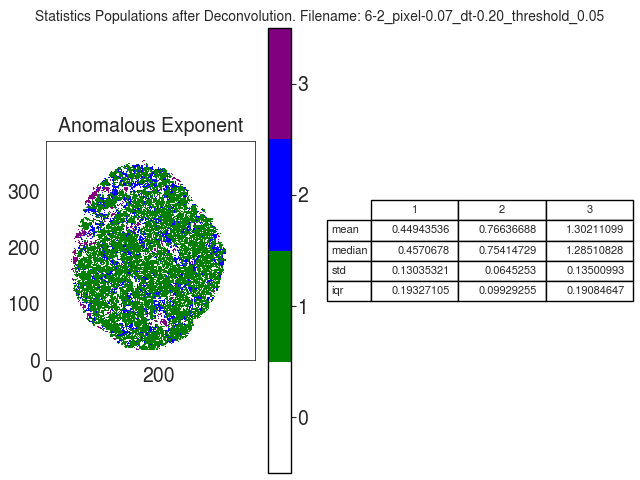 Statistics Populations after Deconvolution. Filename: 6-2_pixel-0.07_dt-0.20_threshold_0.05
Anomalous Exponent
300
200
100
0
0 200
3
2
1
0
1 2 3
mean 0.44943536 0.76636688 1.30211099
median 0.4570678 0.75414729 1.28510828
std 0.13035321 0.0645253 0.13500993
iqr 0.19327105 0.09929255 0.19084647